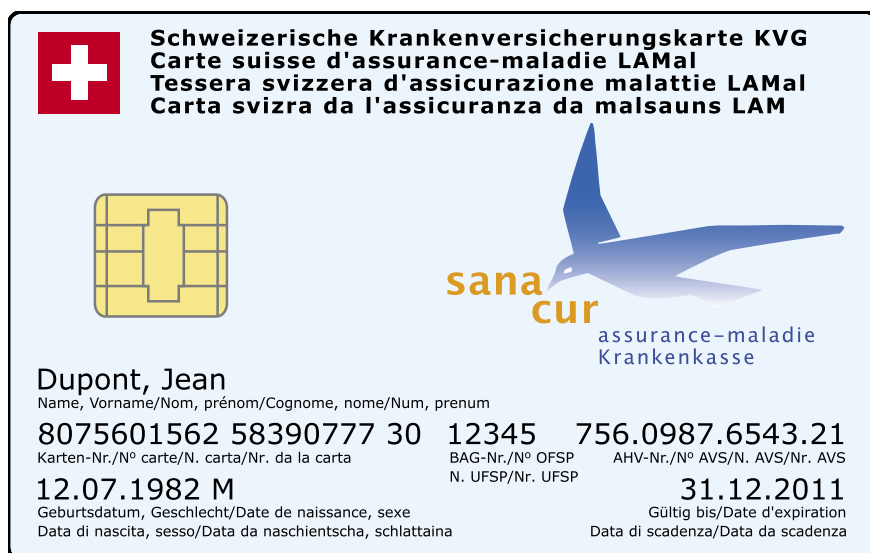 Schweizerische Krankenversicherungskarte KVG
Carte suisse d'assurance-maladie LAMal
Tessera svizzera d'assicurazione malattie LAMal
Carta svizra da l'assicuranza da malsauns LAM
sana
cur
assurance-maladie
Krankenkasse
Dupont, Jean
Name, Vorname/Nom, prénom/Cognome, nome/Num, prenum
8075601562 58390777 30 12345 756.0987.6543.21
Karten-Nr./Nº carte/N. carta/Nr. da la carta BAG-Nr./Nº OFSP AHV-Nr./Nº AVS/N. AVS/Nr. AVS
N. UFSP/Nr. UFSP
12.07.1982 M 31.12.2011
Geburtsdatum, Geschlecht/Date de naissance, sexe Gültig bis/Date d'expiration
Data di nascita, sesso/Data da naschientscha, schlattaina Data di scadenza/Data da scadenza